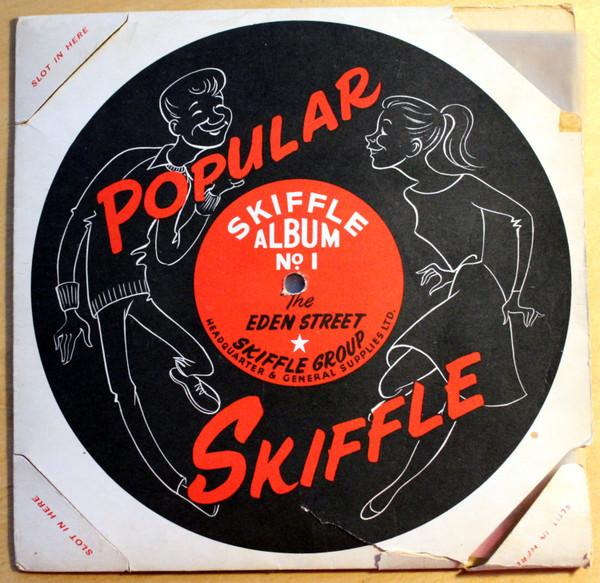 SLOT IN HERE
POPULAR
SKIFFLE
ALBUM
Nº 1
The
EDEN STREET
SKIFFLE GROUP
HEADQUARTER & GENERAL SUPPLIES LTD.
SKIFFLE
SLOT IN HERE
SLOT IN HERE